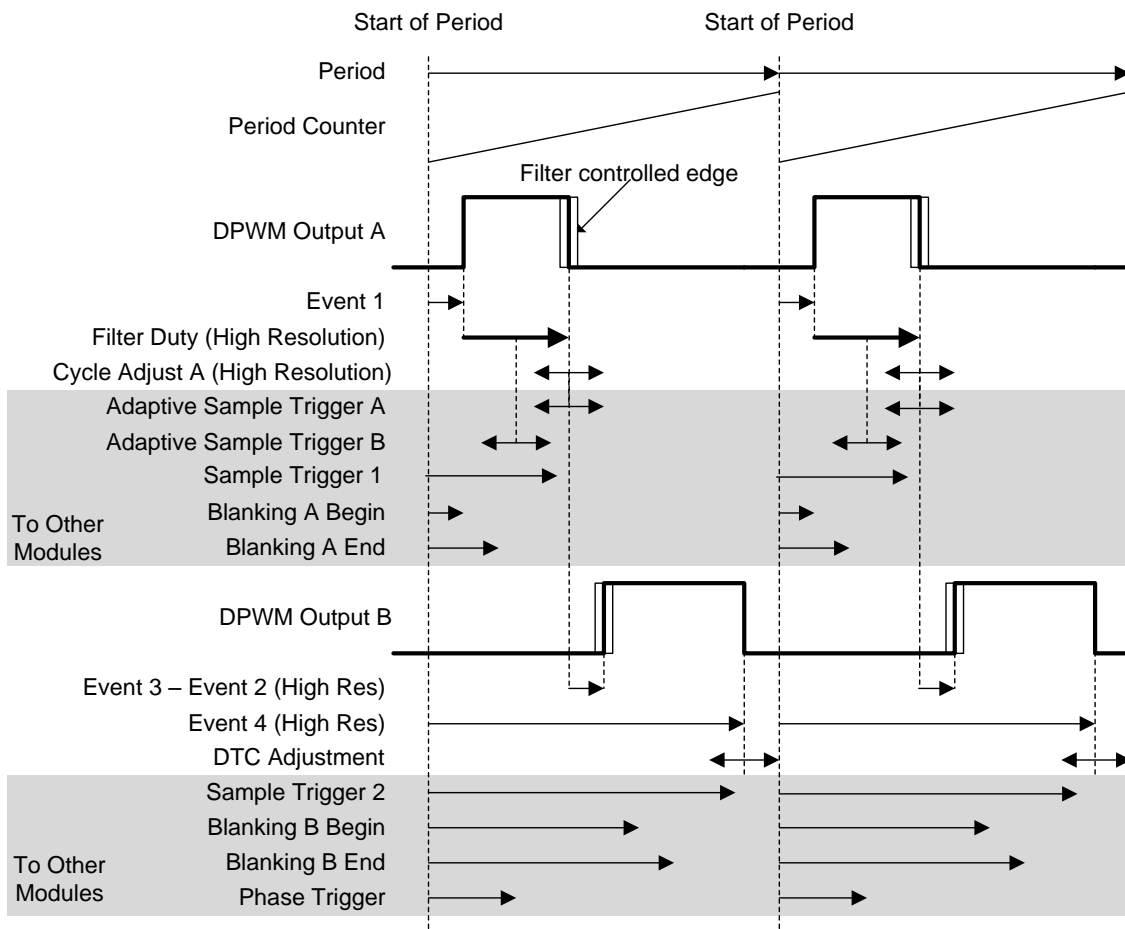 Start of Period
Start of Period
Period
Period Counter
Filter controlled edge
DPWM Output A
Event 1
Filter Duty (High Resolution)
Cycle Adjust A (High Resolution)
Adaptive Sample Trigger A
Adaptive Sample Trigger B
Sample Trigger 1
Blanking A Begin
To Other
Modules
Blanking A End
DPWM Output B
Event 3 – Event 2 (High Res)
Event 4 (High Res)
DTC Adjustment
Sample Trigger 2
Blanking B Begin
Blanking B End
To Other
Modules
Phase Trigger